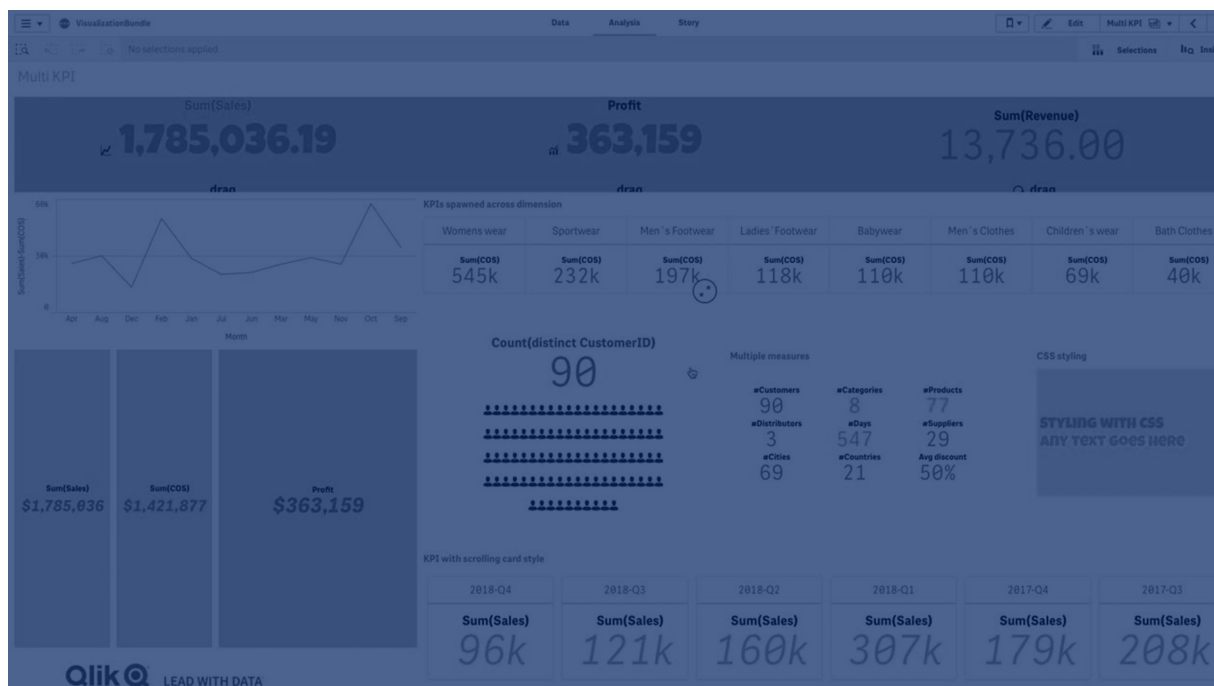 VisualizationBundle
Data Analysis Story
Edit Multi KPI
No selections applied
Selections Insi
Multi KPI
Sum(Sales)
1,785,036.19
Profit
363,159
Sum(Revenue)
13,736.00
drag drag drag
Sum(Sales)-Sum(COS)
60k
30k
0
Apr Aug Dec Feb Jan Jul Jun Mar May Nov Oct Sep
Month
KPIs spawned across dimension
Womens wear Sportwear Men´s Footwear Ladies´Footwear Babywear Men´s Clothes Children´s wear Bath Clothes
Sum(COS) Sum(COS) Sum(COS) Sum(COS) Sum(COS) Sum(COS) Sum(COS) Sum(COS)
545k 232k 197k 118k 110k 110k 69k 40k
Count(distinct CustomerID)
90
Multiple measures
#Customers #Categories #Products
90 8 77
#Distributors #Days #Suppliers
3 547 29
#Cities #Countries Avg discount
69 21 50%
CSS styling
STYLING WITH CSS
ANY TEXT GOES HERE
Sum(Sales) Sum(COS) Profit
$1,785,036 $1,421,877 $363,159
KPI with scrolling card style
2018-Q4 2018-Q3 2018-Q2 2018-Q1 2017-Q4 2017-Q3
Sum(Sales) Sum(Sales) Sum(Sales) Sum(Sales) Sum(Sales) Sum(Sales)
96k 121k 160k 307k 179k 208k
Qlik LEAD WITH DATA